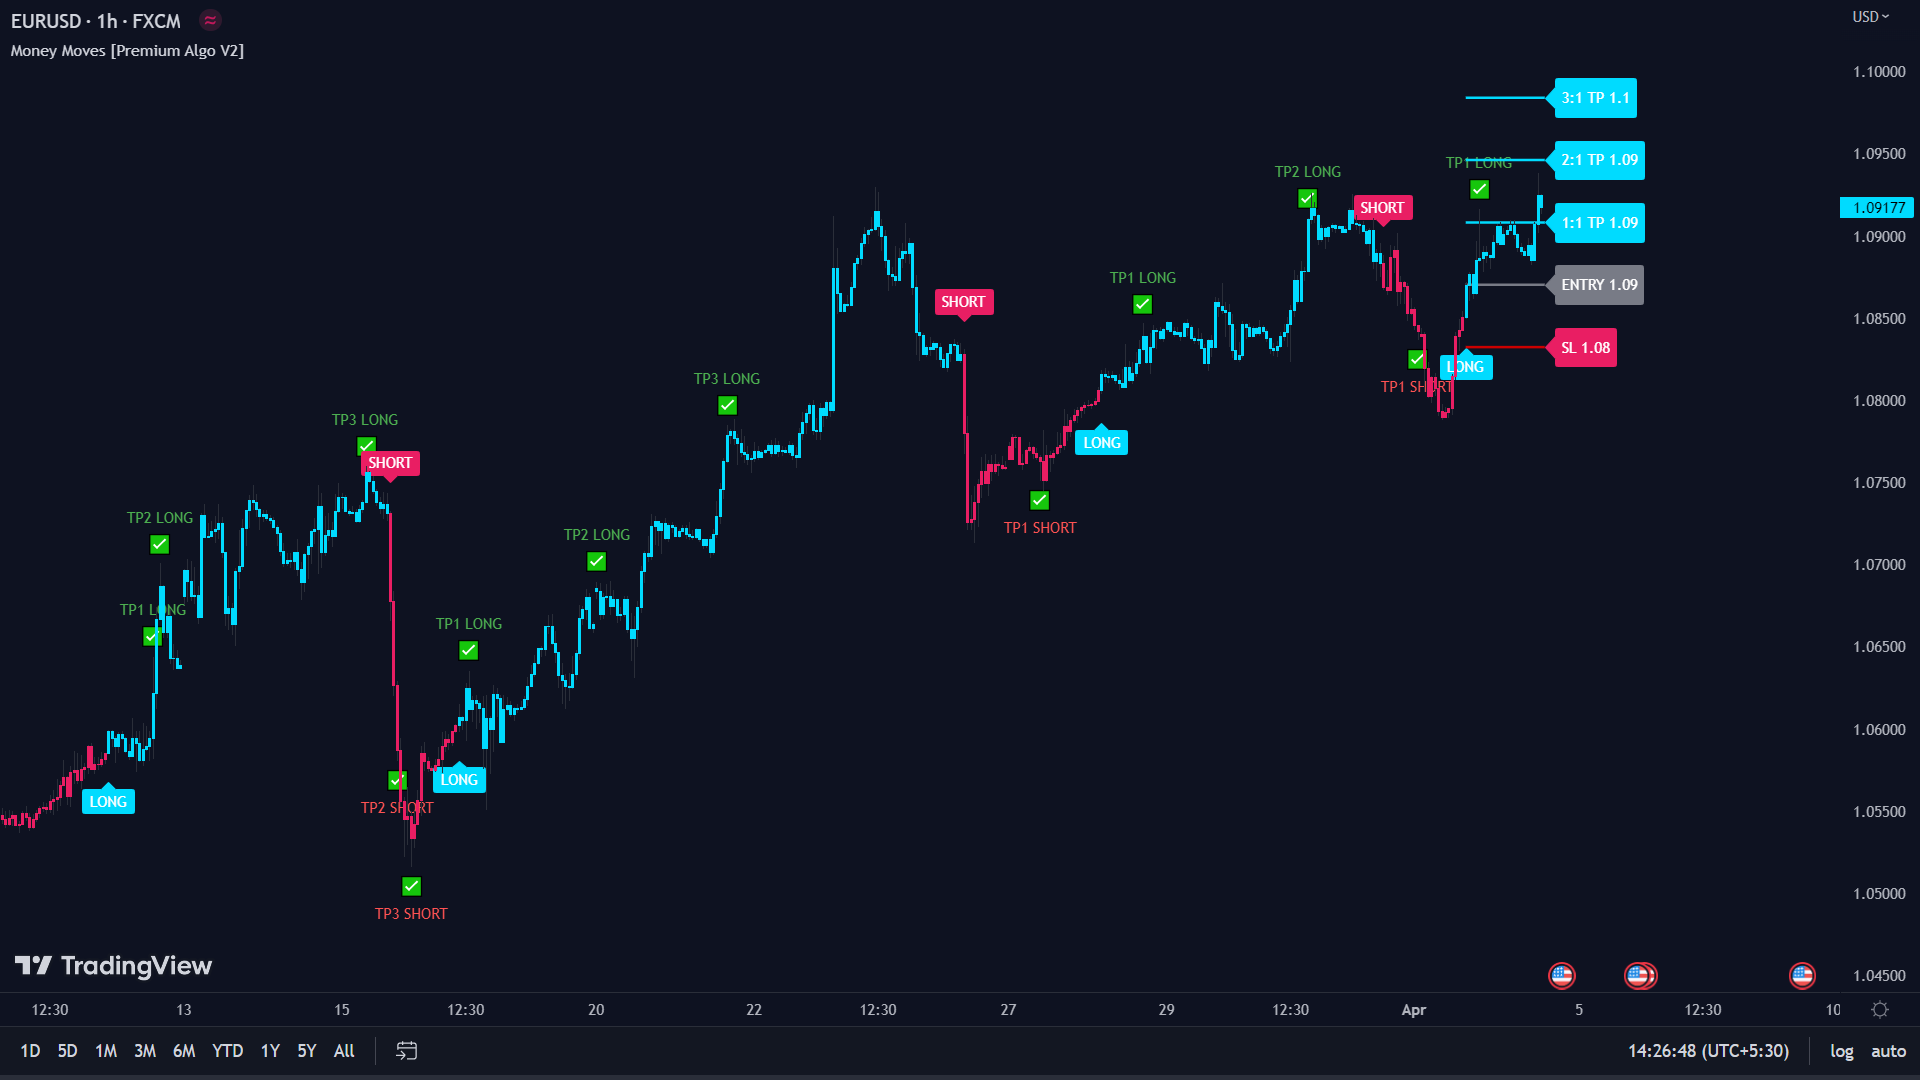 EURUSD · 1h · FXCM
USD
Money Moves [Premium Algo V2]
1.10000
3:1 TP 1.1
1.09500
TP1 LONG
2:1 TP 1.09
TP2 LONG
SHORT
1.09177
1:1 TP 1.09
1.09000
TP1 LONG
ENTRY 1.09
SHORT
1.08500
SL 1.08
LONG
TP3 LONG
TP1 SHORT
1.08000
TP3 LONG
LONG
SHORT
1.07500
TP2 LONG
TP1 SHORT
TP2 LONG
1.07000
TP1 LONG
TP1 LONG
1.06500
1.06000
LONG
LONG
TP2 SHORT
1.05500
1.05000
TP3 SHORT
TradingView
1.04500
12:30 13 15 12:30 20 22 12:30 27 29 12:30 Apr 5 12:30 10
1D 5D 1M 3M 6M YTD 1Y 5Y All 14:26:48 (UTC+5:30) log auto